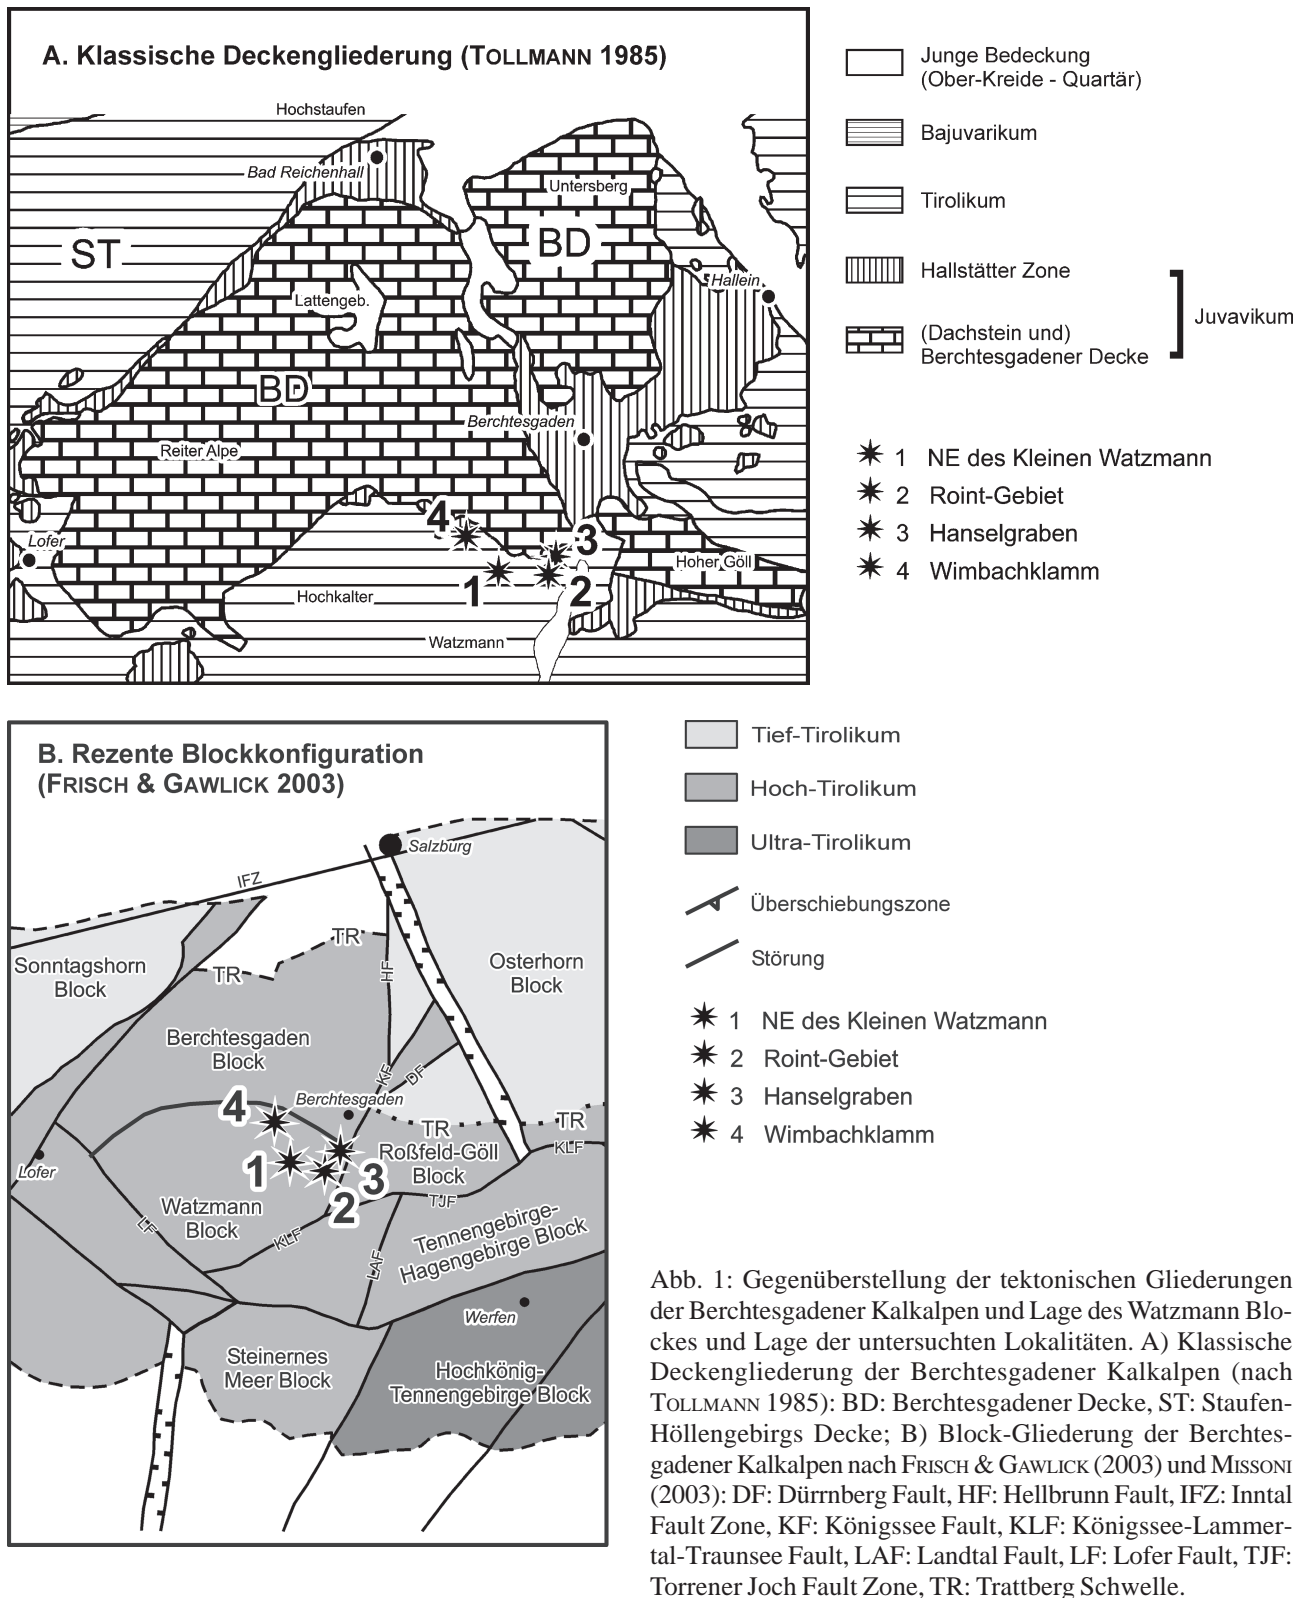 A. Klassische Deckengliederung (TOLLMANN 1985)
Hochstaufen
Bad Reichenhall
Untersberg
ST
BD
Hallein
Lattengeb.
BD
Berchtesgaden
Reiter Alpe
4
Lofer
3
Hoher Göll
1
2
Hochkalter
Watzmann
Junge Bedeckung
(Ober-Kreide - Quartär)
Bajuvarikum
Tirolikum
Hallstätter Zone
(Dachstein und)
Berchtesgadener Decke
Juvavikum
1 NE des Kleinen Watzmann
2 Roint-Gebiet
3 Hanselgraben
4 Wimbachklamm
B. Rezente Blockkonfiguration
(FRISCH & GAWLICK 2003)
Salzburg
IFZ
TR
Sonntagshorn
Block
TR
HF
Osterhorn
Block
Berchtesgaden
Block
KF
DF
Berchtesgaden
4
TR
TR
Roßfeld-Göll
Block
KLF
Lofer
1
3
2
TJF
Watzmann
Block
LF
KLF
LAF
Tennengebirge-
Hagengebirge Block
Werfen
Steinernes
Meer Block
Hochkönig-
Tennengebirge Block
Tief-Tirolikum
Hoch-Tirolikum
Ultra-Tirolikum
Überschiebungszone
Störung
1 NE des Kleinen Watzmann
2 Roint-Gebiet
3 Hanselgraben
4 Wimbachklamm
Abb. 1: Gegenüberstellung der tektonischen Gliederungen
der Berchtesgadener Kalkalpen und Lage des Watzmann Blo-
ckes und Lage der untersuchten Lokalitäten. A) Klassische
Deckengliederung der Berchtesgadener Kalkalpen (nach
TOLLMANN 1985): BD: Berchtesgadener Decke, ST: Staufen-
Höllengebirgs Decke; B) Block-Gliederung der Berchtes-
gadener Kalkalpen nach FRISCH & GAWLICK (2003) und MISSONI
(2003): DF: Dürrnberg Fault, HF: Hellbrunn Fault, IFZ: Inntal
Fault Zone, KF: Königssee Fault, KLF: Königssee-Lammer-
tal-Traunsee Fault, LAF: Landtal Fault, LF: Lofer Fault, TJF:
Torrener Joch Fault Zone, TR: Trattberg Schwelle.